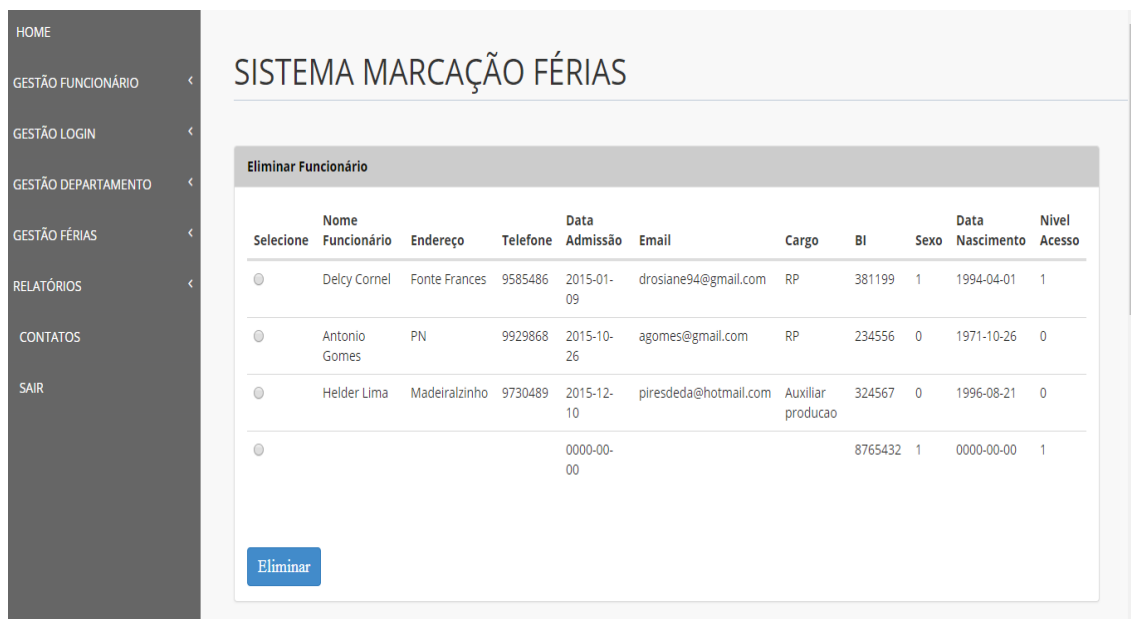 HOME
GESTÃO FUNCIONÁRIO
GESTÃO LOGIN
GESTÃO DEPARTAMENTO
GESTÃO FÉRIAS
RELATÓRIOS
CONTATOS
SAIR
SISTEMA MARCAÇÃO FÉRIAS
Eliminar Funcionário
Selecione Nome Funcionário Endereço Telefone Data Admissão Email Cargo BI Sexo Data Nascimento Nivel Acesso
Delcy Cornel Fonte Frances 9585486 2015-01-09 drosiane94@gmail.com RP 381199 1 1994-04-01 1
Antonio Gomes PN 9929868 2015-10-26 agomes@gmail.com RP 234556 0 1971-10-26 0
Helder Lima Madeiralzinho 9730489 2015-12-10 piresdeda@hotmail.com Auxiliar producao 324567 0 1996-08-21 0
0000-00-00 8765432 1 0000-00-00 1
Eliminar